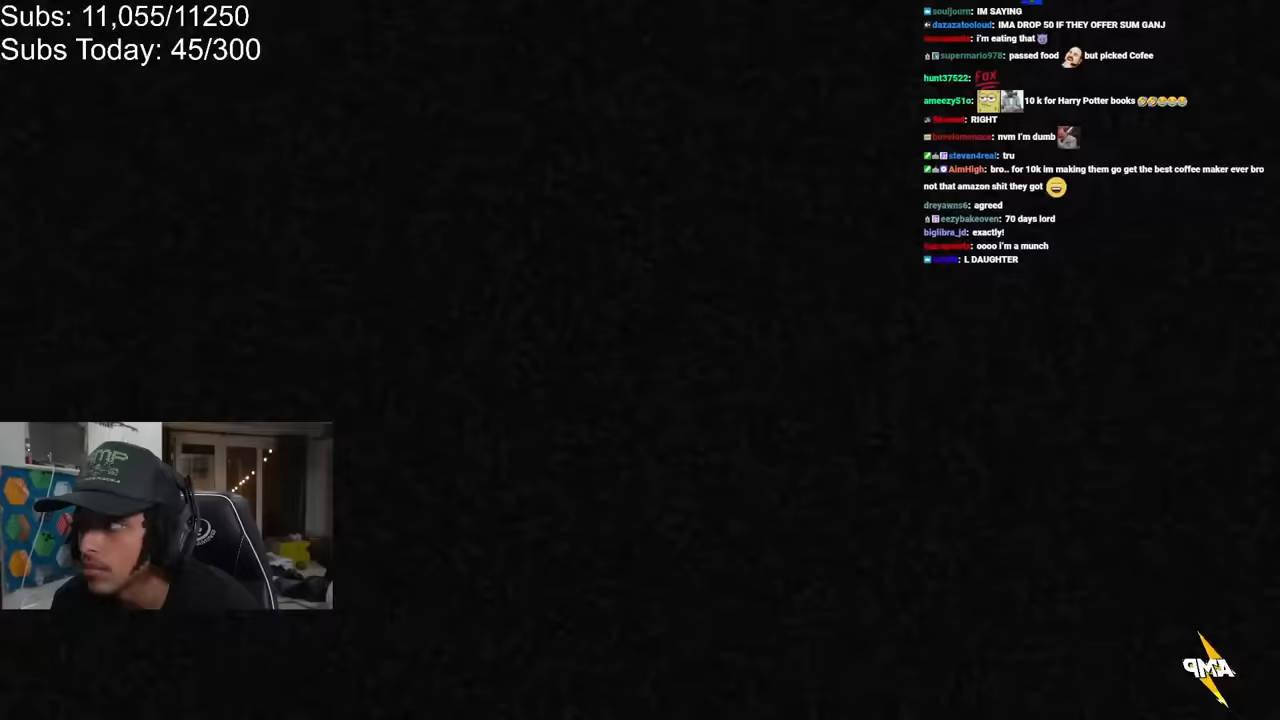 Subs: 11,055/11250
Subs Today: 45/300
souljourn: IM SAYING
dazazatooloud: IMA DROP 50 IF THEY OFFER SUM GANJ
i'm eating that
supermario978: passed food but picked Cofee
hunt37522: FOX
ameezy51o: 10 k for Harry Potter books
RIGHT
nvm I'm dumb
steven4real: tru
AimHigh: bro.. for 10k im making them go get the best coffee maker ever bro
not that amazon shit they got
dreyawns6: agreed
eezybakeoven: 70 days lord
biglibra_jd: exactly!
oooo I'm a munch
L DAUGHTER
AMP